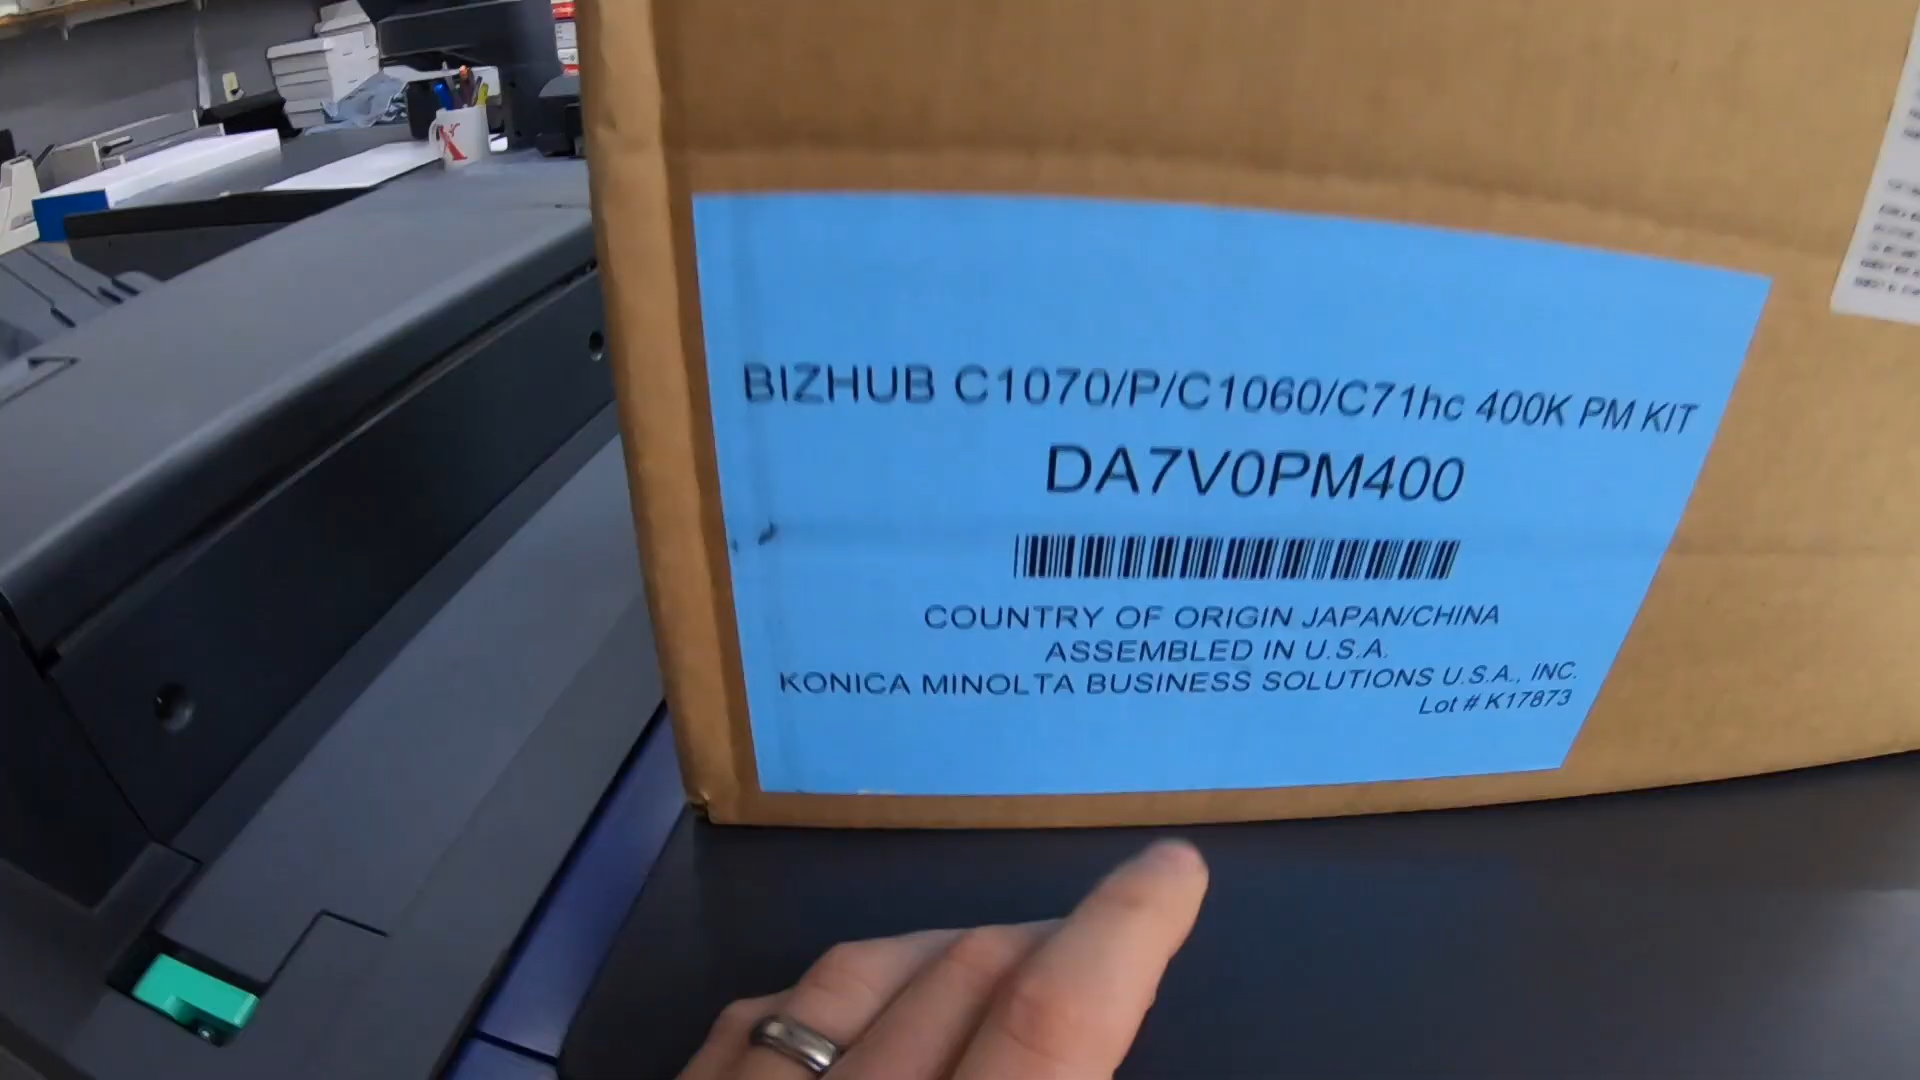 BIZHUB C1070/P/C1060/C71hc 400K PM KIT
DA7V0PM400
COUNTRY OF ORIGIN JAPAN/CHINA
ASSEMBLED IN U.S.A.
KONICA MINOLTA BUSINESS SOLUTIONS U.S.A., INC.
Lot # K17873
X